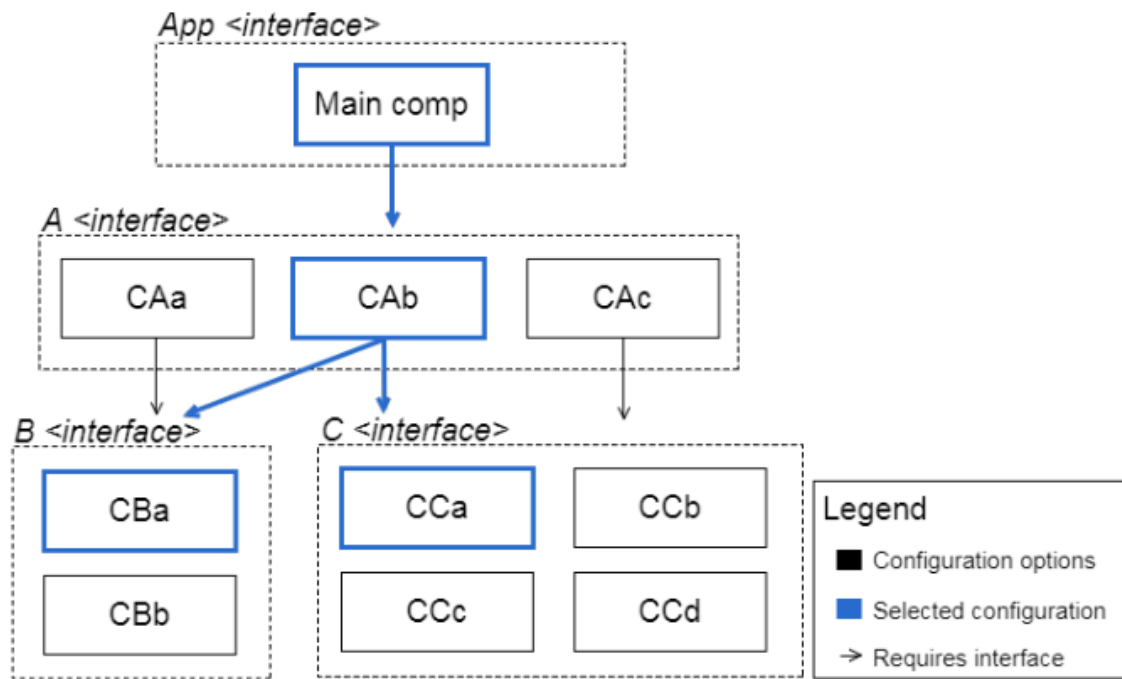 App <interface>
Main comp
A <interface>
CAa
CAb
CAc
B <interface>
C <interface>
CBa
CCa
CCb
CBb
CCc
CCd
Legend
Configuration options
Selected configuration
Requires interface